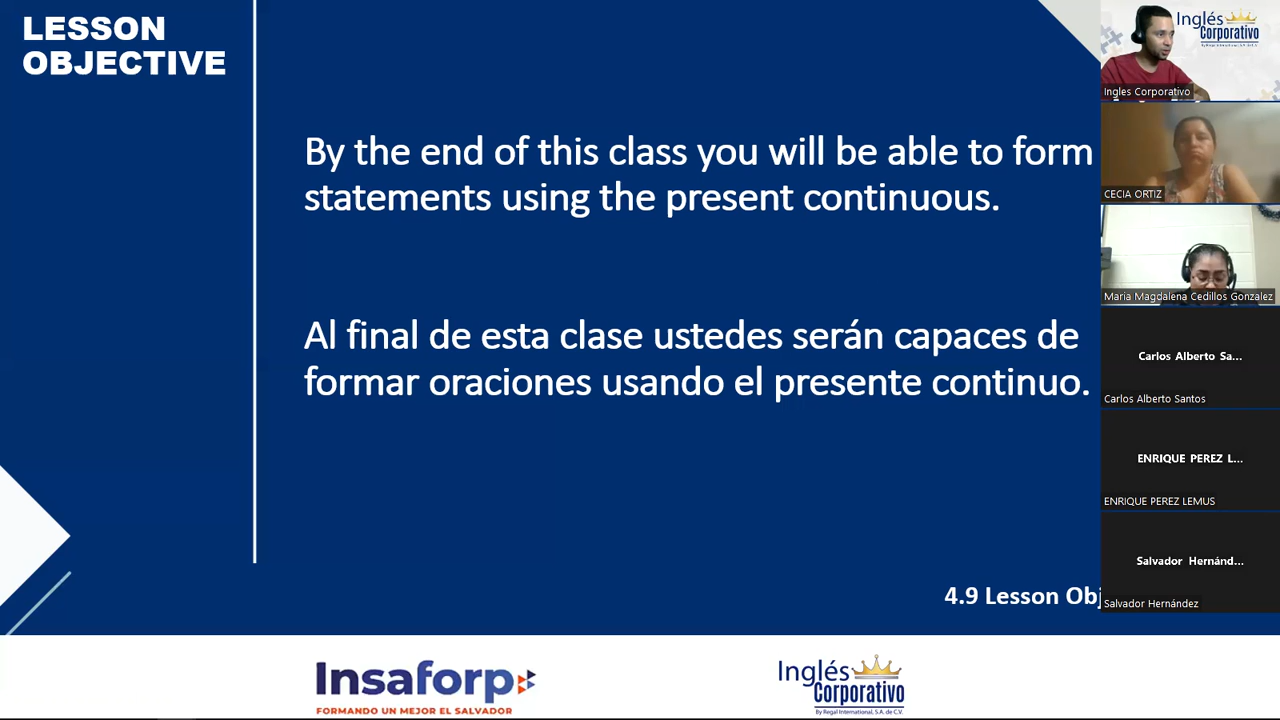 LESSON
OBJECTIVE
By the end of this class you will be able to form
statements using the present continuous.
Al final de esta clase ustedes serán capaces de
formar oraciones usando el presente continuo.
4.9 Lesson Obj
Insaforp
FORMANDO UN MEJOR EL SALVADOR
Inglés
Corporativo
By Regal International, S.A. de C.V.
Inglés
Corporativo
Ingles Corporativo
CECIA ORTIZ
Maria Magdalena Cedillos Gonzalez
Carlos Alberto Sa...
Carlos Alberto Santos
ENRIQUE PEREZ L...
ENRIQUE PEREZ LEMUS
Salvador Hernánd...
Salvador Hernández